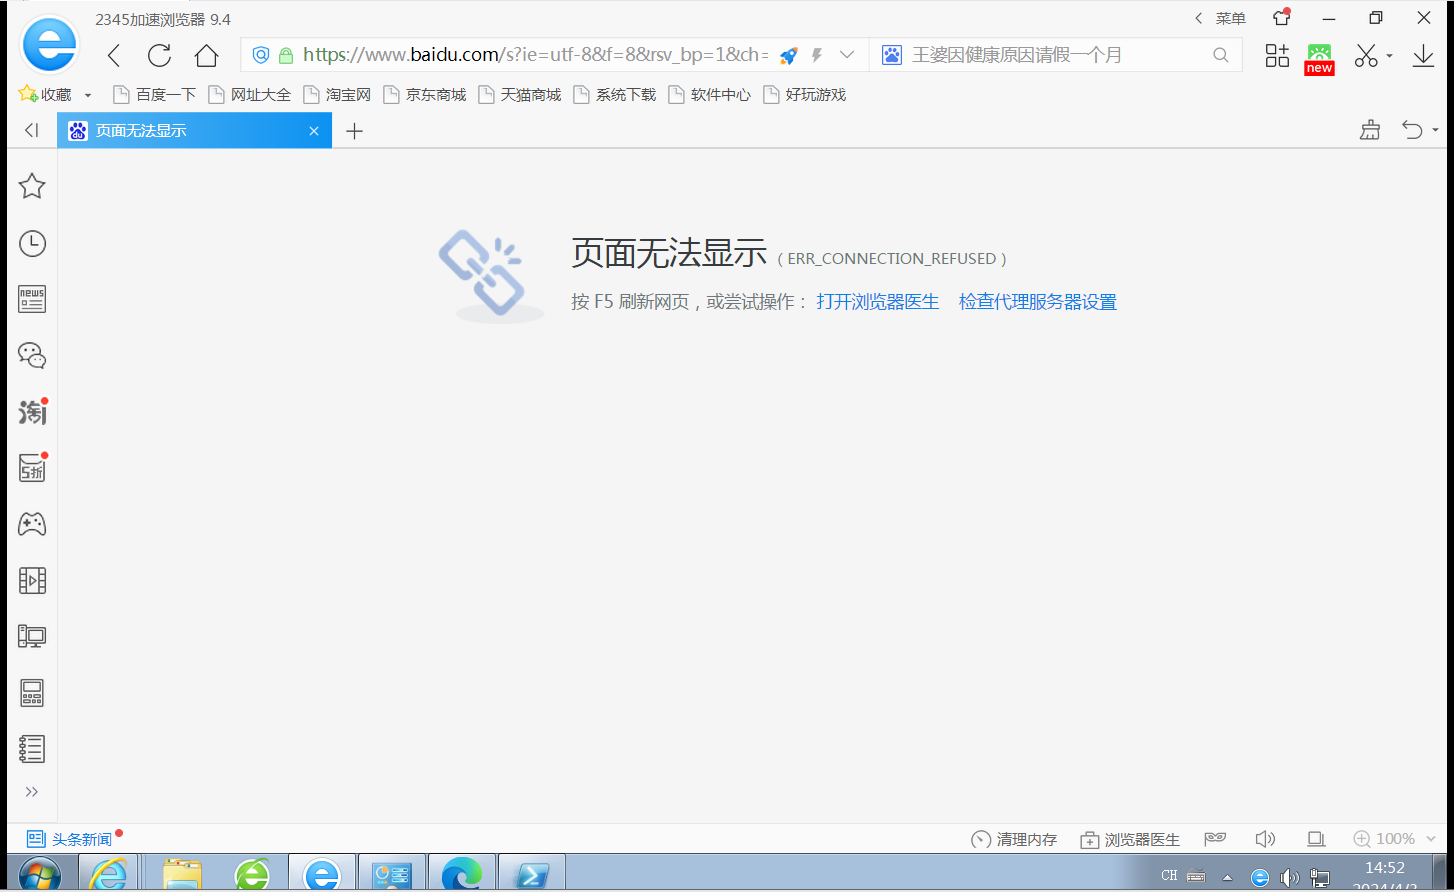 2345加速浏览器 9.4
菜单
https://www.baidu.com/s?ie=utf-8&f=8&rsv_bp=1&ch=
王婆因健康原因请假一个月
new
收藏 百度一下 网址大全 淘宝网 京东商城 天猫商城 系统下载 软件中心 好玩游戏
du 页面无法显示
页面无法显示 ( ERR_CONNECTION_REFUSED )
按 F5 刷新网页，或尝试操作： 打开浏览器医生 检查代理服务器设置
news
淘
5折
头条新闻 清理内存 浏览器医生 100%
CH 14:52
2024/4/3